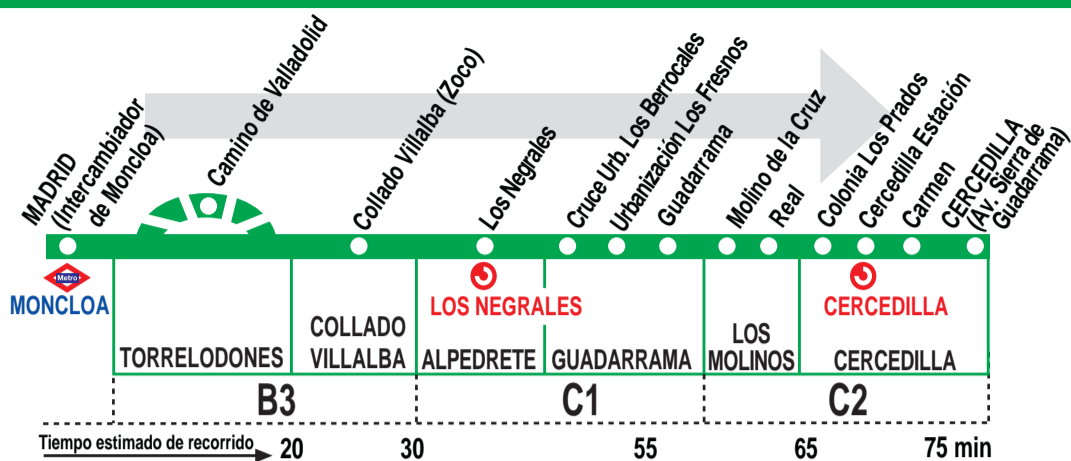 MADRID
(Intercambiador
de Moncloa)
Camino de Valladolid
Collado Villalba (Zoco)
Los Negrales
Cruce Urb. Los Berrocales
Urbanización Los Fresnos
Guadarrama
Molino de la Cruz
Real
Colonia Los Prados
Cercedilla Estación
Carmen
CERCEDILLA
(Av. Sierra de
Guadarrama)
Metro
MONCLOA
LOS NEGRALES
CERCEDILLA
TORRELODONES
COLLADO
VILLALBA
ALPEDRETE
GUADARRAMA
LOS
MOLINOS
CERCEDILLA
B3
C1
C2
Tiempo estimado de recorrido
20
30
55
65
75 min